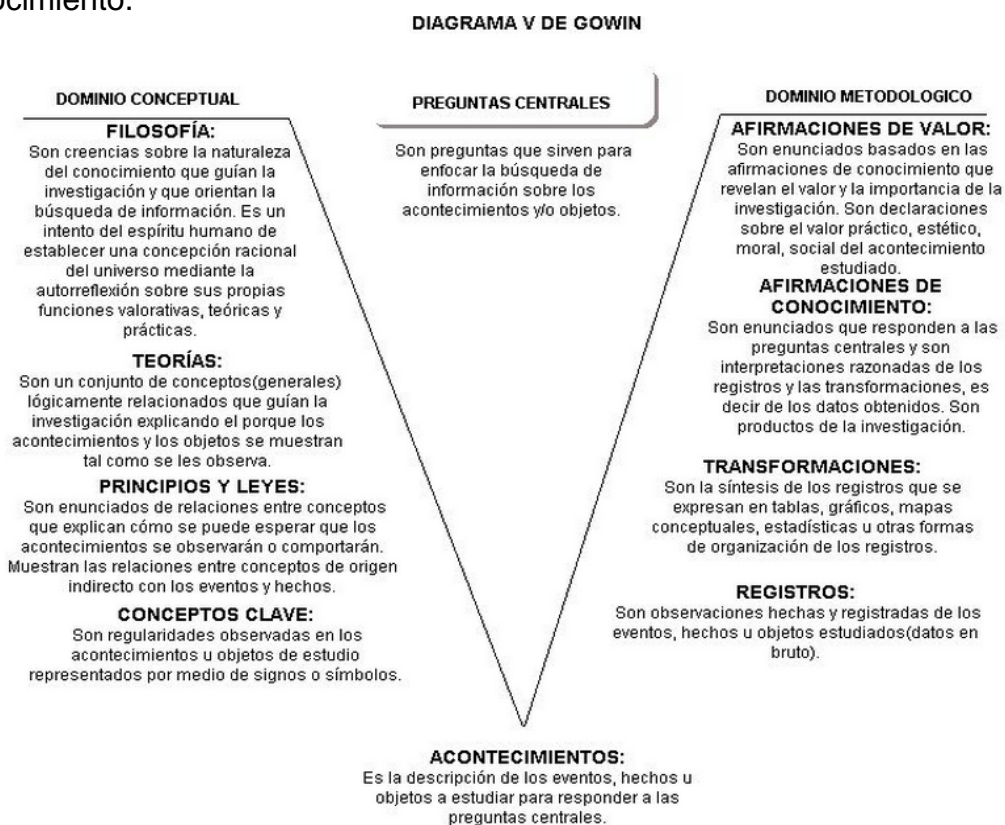 ocimiento.
DIAGRAMA V DE GOWIN
DOMINIO CONCEPTUAL
FILOSOFÍA:
Son creencias sobre la naturaleza
del conocimiento que guían la
investigación y que orientan la
búsqueda de información. Es un
intento del espíritu humano de
establecer una concepción racional
del universo mediante la
autorreflexión sobre sus propias
funciones valorativas, teóricas y
prácticas.
TEORÍAS:
Son un conjunto de conceptos(generales)
lógicamente relacionados que guían la
investigación explicando el porque los
acontecimientos y los objetos se muestran
tal como se les observa.
PRINCIPIOS Y LEYES:
Son enunciados de relaciones entre conceptos
que explican cómo se puede esperar que los
acontecimientos se observarán o comportarán.
Muestran las relaciones entre conceptos de origen
indirecto con los eventos y hechos.
CONCEPTOS CLAVE:
Son regularidades observadas en los
acontecimientos u objetos de estudio
representados por medio de signos o símbolos.
PREGUNTAS CENTRALES
Son preguntas que sirven para
enfocar la búsqueda de
información sobre los
acontecimientos y/o objetos.
DOMINIO METODOLOGICO
AFIRMACIONES DE VALOR:
Son enunciados basados en las
afirmaciones de conocimiento que
revelan el valor y la importancia de la
investigación. Son declaraciones
sobre el valor práctico, estético,
moral, social del acontecimiento
estudiado.
AFIRMACIONES DE
CONOCIMIENTO:
Son enunciados que responden a las
preguntas centrales y son
interpretaciones razonadas de los
registros y las transformaciones, es
decir de los datos obtenidos. Son
productos de la investigación.
TRANSFORMACIONES:
Son la síntesis de los registros que se
expresan en tablas, gráficos, mapas
conceptuales, estadísticas u otras formas
de organización de los registros.
REGISTROS:
Son observaciones hechas y registradas de los
eventos, hechos u objetos estudiados(datos en
bruto).
ACONTECIMIENTOS:
Es la descripción de los eventos, hechos u
objetos a estudiar para responder a las
preguntas centrales.